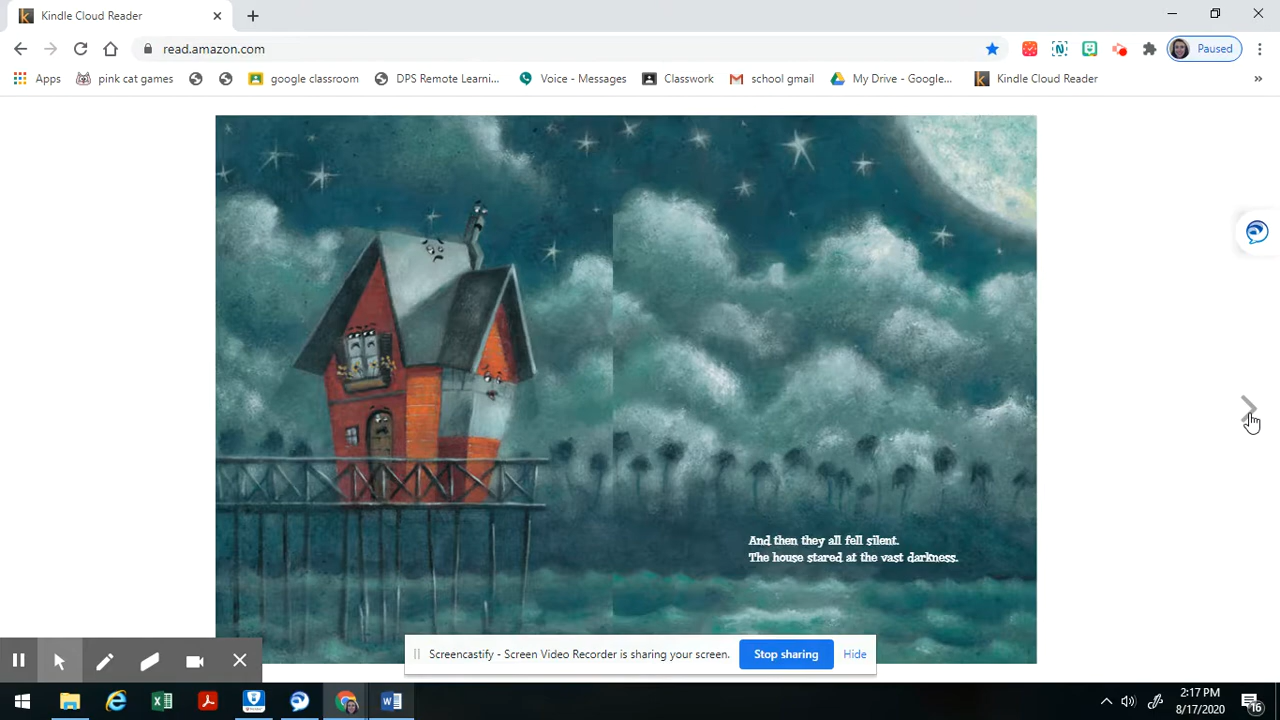 Kindle Cloud Reader
read.amazon.com
Paused
Apps
pink cat games
google classroom
DPS Remote Learni...
Voice - Messages
Classwork
school gmail
My Drive - Google...
Kindle Cloud Reader
And then they all fell silent.
The house stared at the vast darkness.
Screencastify - Screen Video Recorder is sharing your screen.
Stop sharing
Hide
2:17 PM
8/17/2020
16